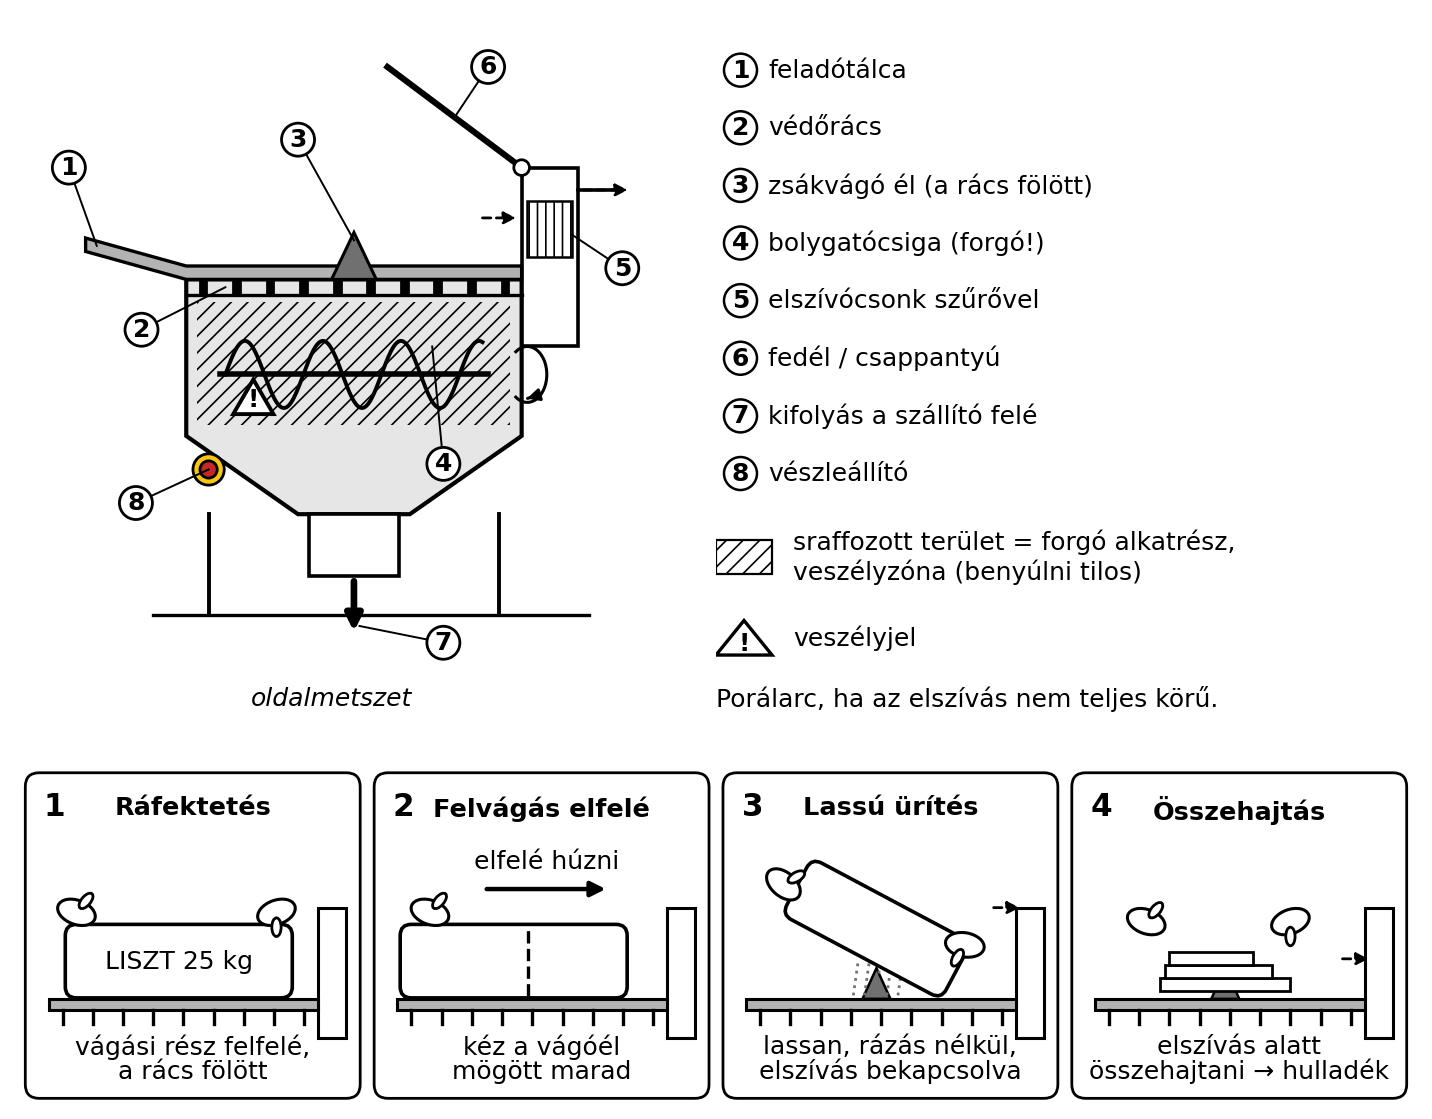 6
3
1
5
2
!
4
8
7
oldalmetszet
1 feladótálca
2 védőrács
3 zsákvágó él (a rács fölött)
4 bolygatócsiga (forgó!)
5 elszívócsonk szűrővel
6 fedél / csappantyú
7 kifolyás a szállító felé
8 vészleállító
sraffozott terület = forgó alkatrész,
veszélyzóna (benyúlni tilos)
! veszélyjel
Porálarc, ha az elszívás nem teljes körű.
1 Ráfektetés
LISZT 25 kg
vágási rész felfelé,
a rács fölött
2 Felvágás elfelé
elfelé húzni
kéz a vágóél
mögött marad
3 Lassú ürítés
lassan, rázás nélkül,
elszívás bekapcsolva
4 Összehajtás
elszívás alatt
összehajtani → hulladék